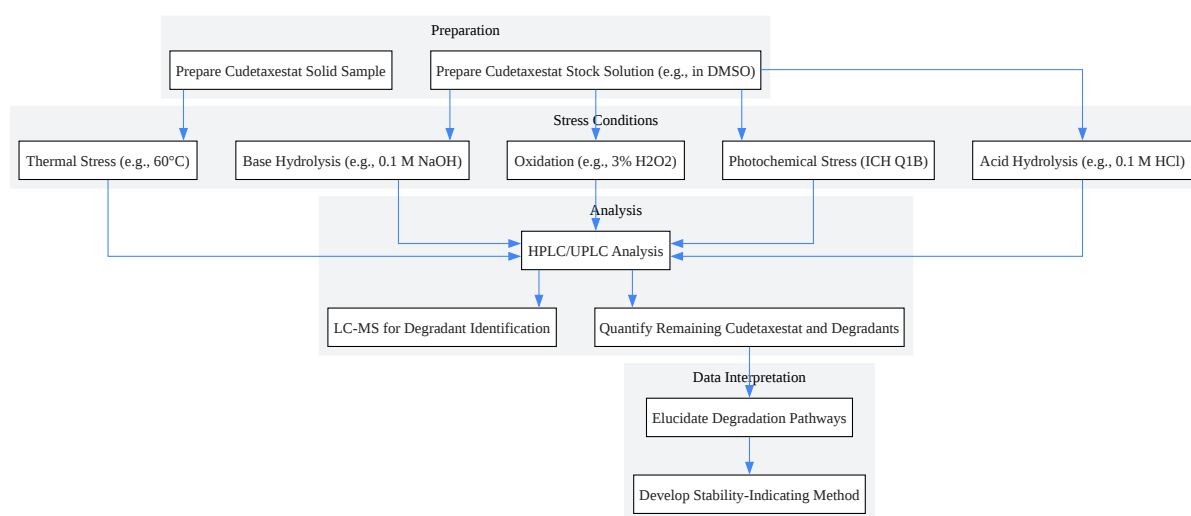 Preparation
Prepare Cudetaxestat Solid Sample
Prepare Cudetaxestat Stock Solution (e.g., in DMSO)
Stress Conditions
Thermal Stress (e.g., 60°C)
Base Hydrolysis (e.g., 0.1 M NaOH)
Oxidation (e.g., 3% H2O2)
Photochemical Stress (ICH Q1B)
Acid Hydrolysis (e.g., 0.1 M HCl)
Analysis
HPLC/UPLC Analysis
LC-MS for Degradant Identification
Quantify Remaining Cudetaxestat and Degradants
Data Interpretation
Elucidate Degradation Pathways
Develop Stability-Indicating Method